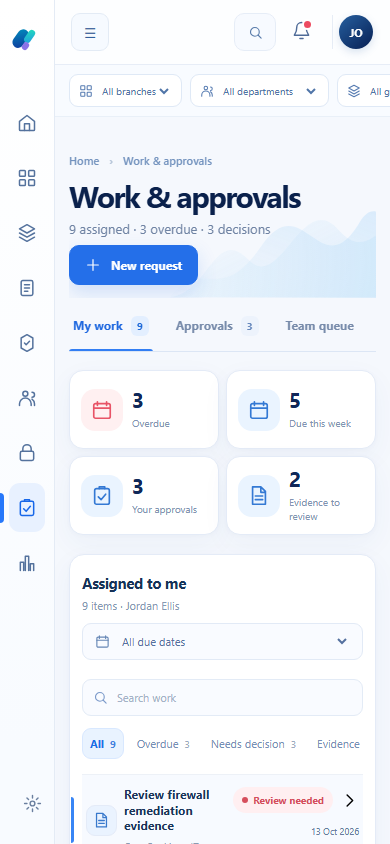 JO
All branches
All departments
All g
Home › Work & approvals
Work & approvals
9 assigned · 3 overdue · 3 decisions
New request
My work 9
Approvals 3
Team queue
3
Overdue
5
Due this week
3
Your approvals
2
Evidence to
review
Assigned to me
9 items · Jordan Ellis
All due dates
Search work
All 9
Overdue 3
Needs decision 3
Evidence
Review firewall
remediation
evidence
Review needed
13 Oct 2026